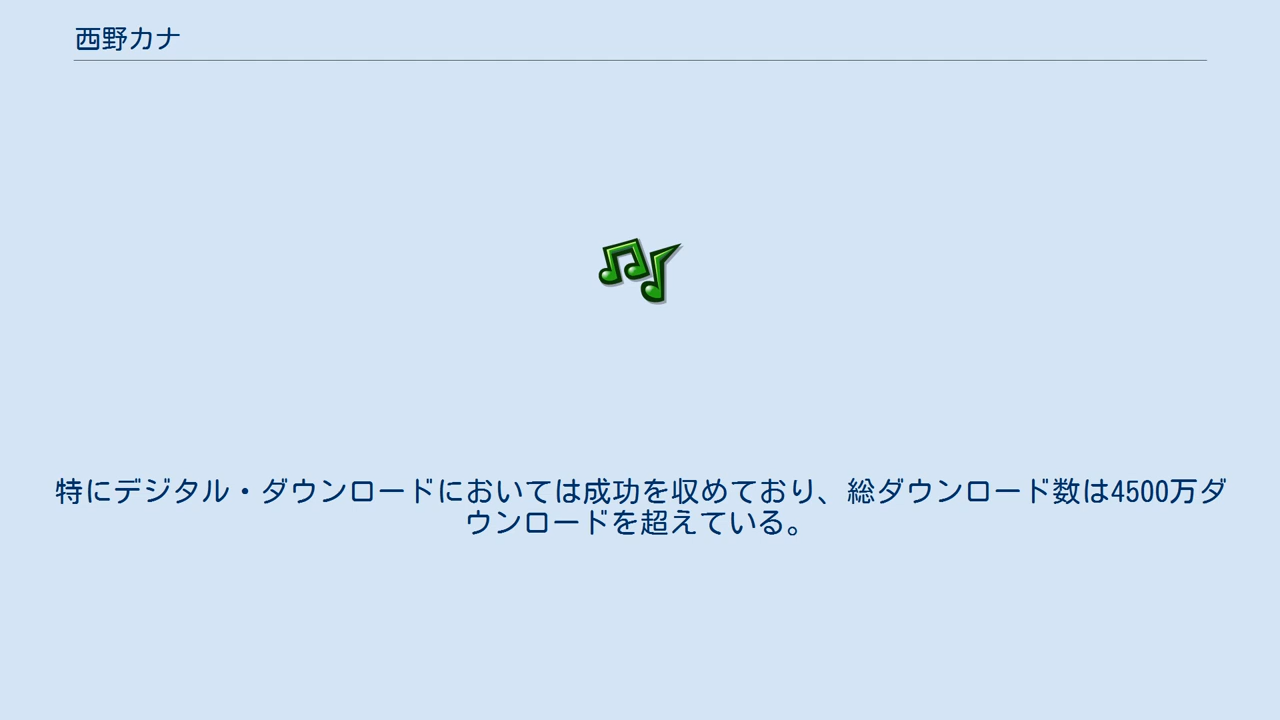 西野カナ
特にデジタル・ダウンロードにおいては成功を収めており、総ダウンロード数は4500万ダ
ウンロードを超えている。